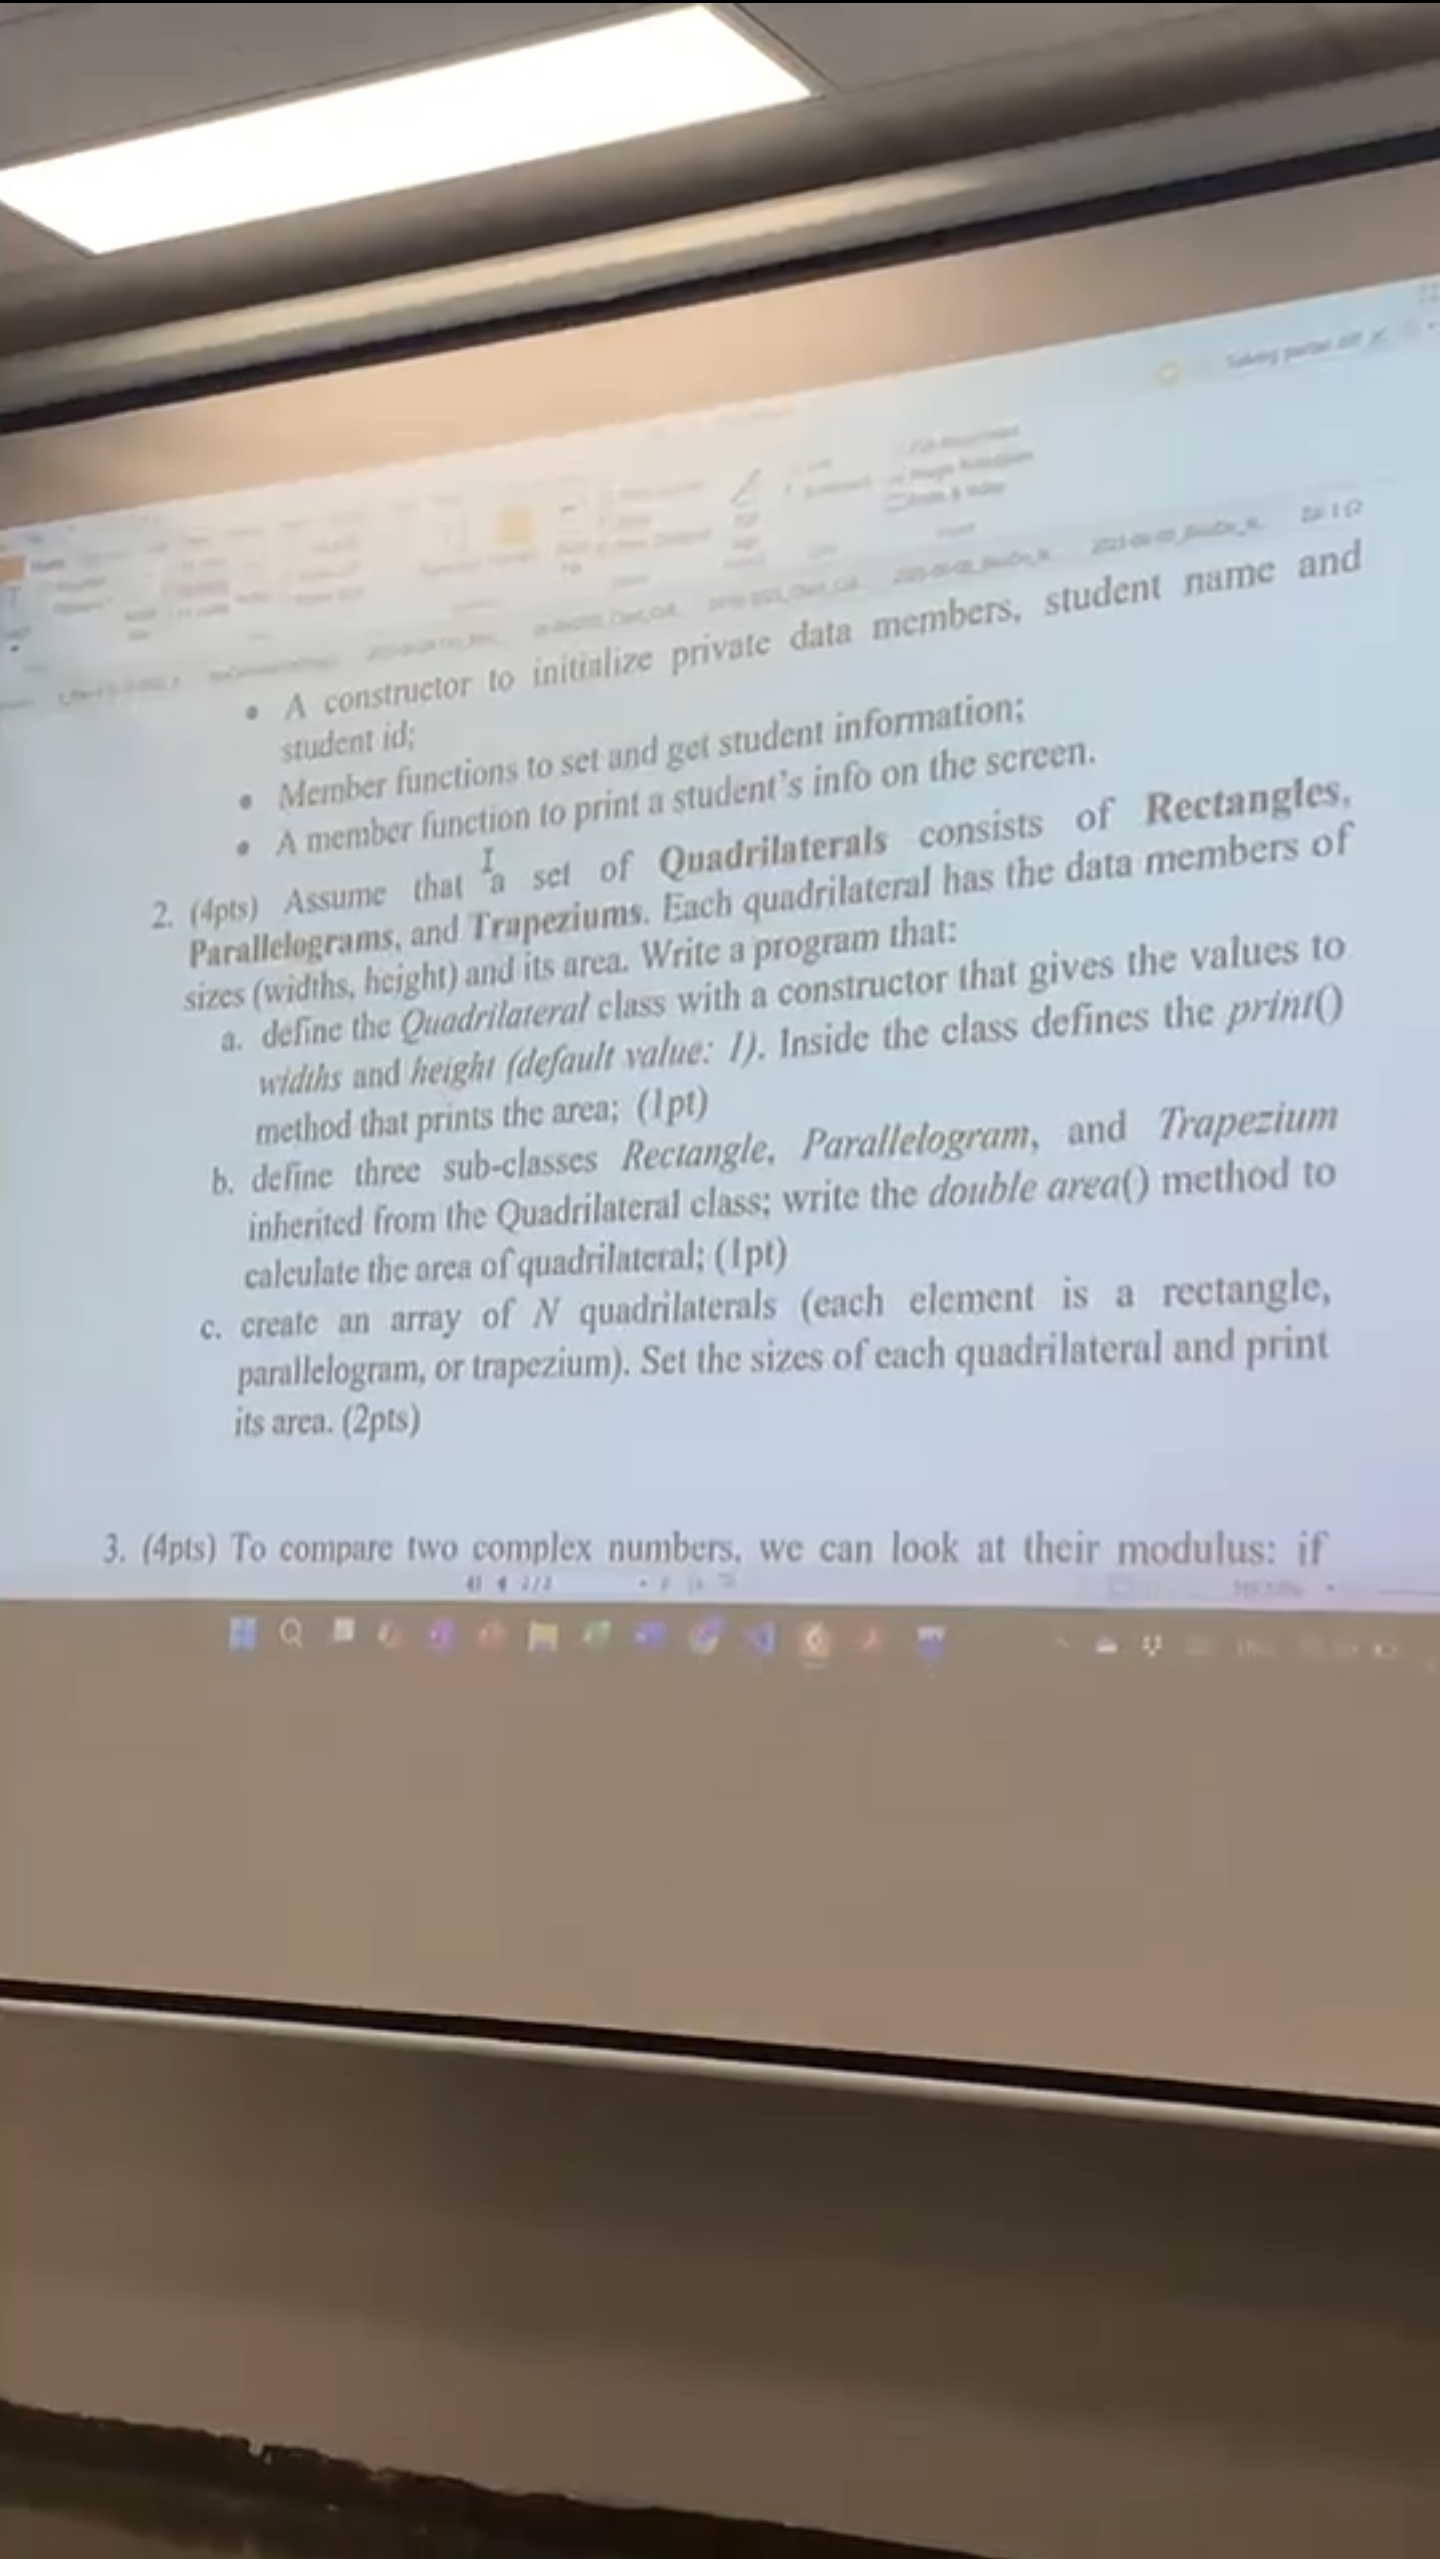 • A constructor to initialize private data members, student name and
student id;
• Member functions to set and get student information;
• A member function to print a student's info on the screen.
2. (4pts) Assume that a set of Quadrilaterals consists of Rectangles,
Parallelograms, and Trapeziums. Each quadrilateral has the data members of
sizes (widths, height) and its area. Write a program that:
a. define the Quadrilateral class with a constructor that gives the values to
widths and height (default value: 1). Inside the class defines the print()
method that prints the area; (1pt)
b. define three sub-classes Rectangle, Parallelogram, and Trapezium
inherited from the Quadrilateral class; write the double area() method to
calculate the area of quadrilateral; (1pt)
c. create an array of N quadrilaterals (each element is a rectangle,
parallelogram, or trapezium). Set the sizes of each quadrilateral and print
its area. (2pts)
3. (4pts) To compare two complex numbers, we can look at their modulus: if